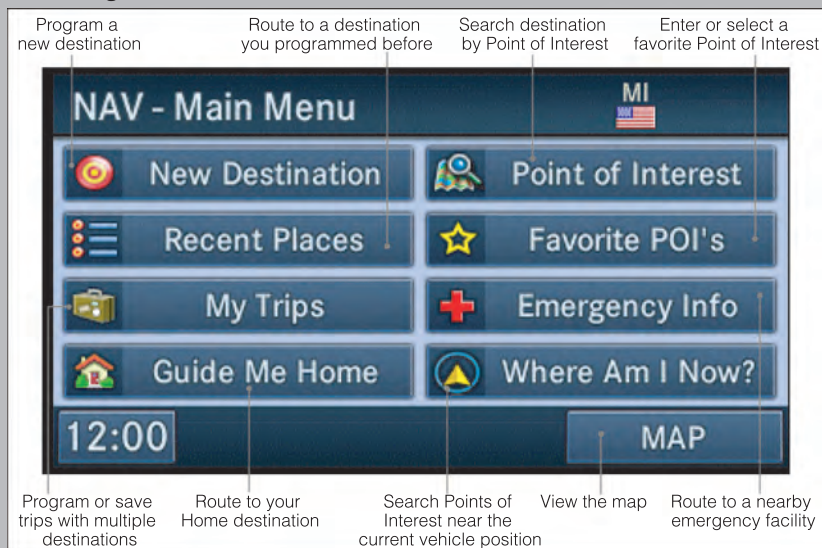 Program a
new destination
Route to a destination
you programmed before
Search destination
by Point of Interest
Enter or select a
favorite Point of Interest
NAV - Main Menu
MI
New Destination
Point of Interest
Recent Places
Favorite POI's
My Trips
Emergency Info
Guide Me Home
Where Am I Now?
12:00
MAP
Program or save
trips with multiple
destinations
Route to your
Home destination
Search Points of
Interest near the
current vehicle position
View the map
Route to a nearby
emergency facility